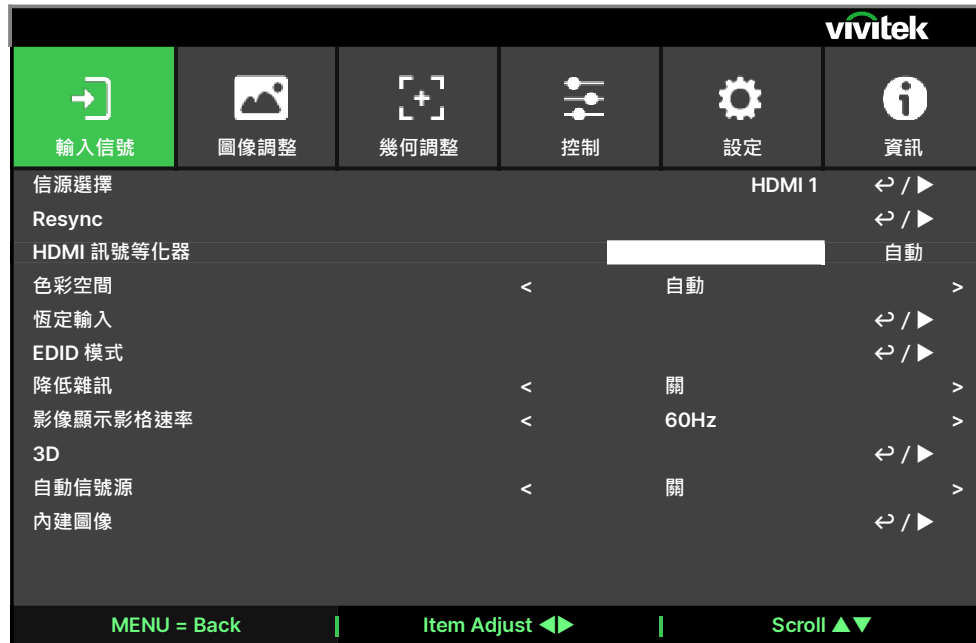 vivitek
輸入信號 圖像調整 幾何調整 控制 設定 資訊
信源選擇 HDMI 1 ↩ / ▶
Resync ↩ / ▶
HDMI 訊號等化器 自動
色彩空間 < 自動 >
恆定輸入 ↩ / ▶
EDID 模式 ↩ / ▶
降低雜訊 < 關 >
影像顯示影格速率 < 60Hz >
3D ↩ / ▶
自動信號源 < 關 >
內建圖像 ↩ / ▶
MENU = Back Item Adjust ◀▶ Scroll ▲▼